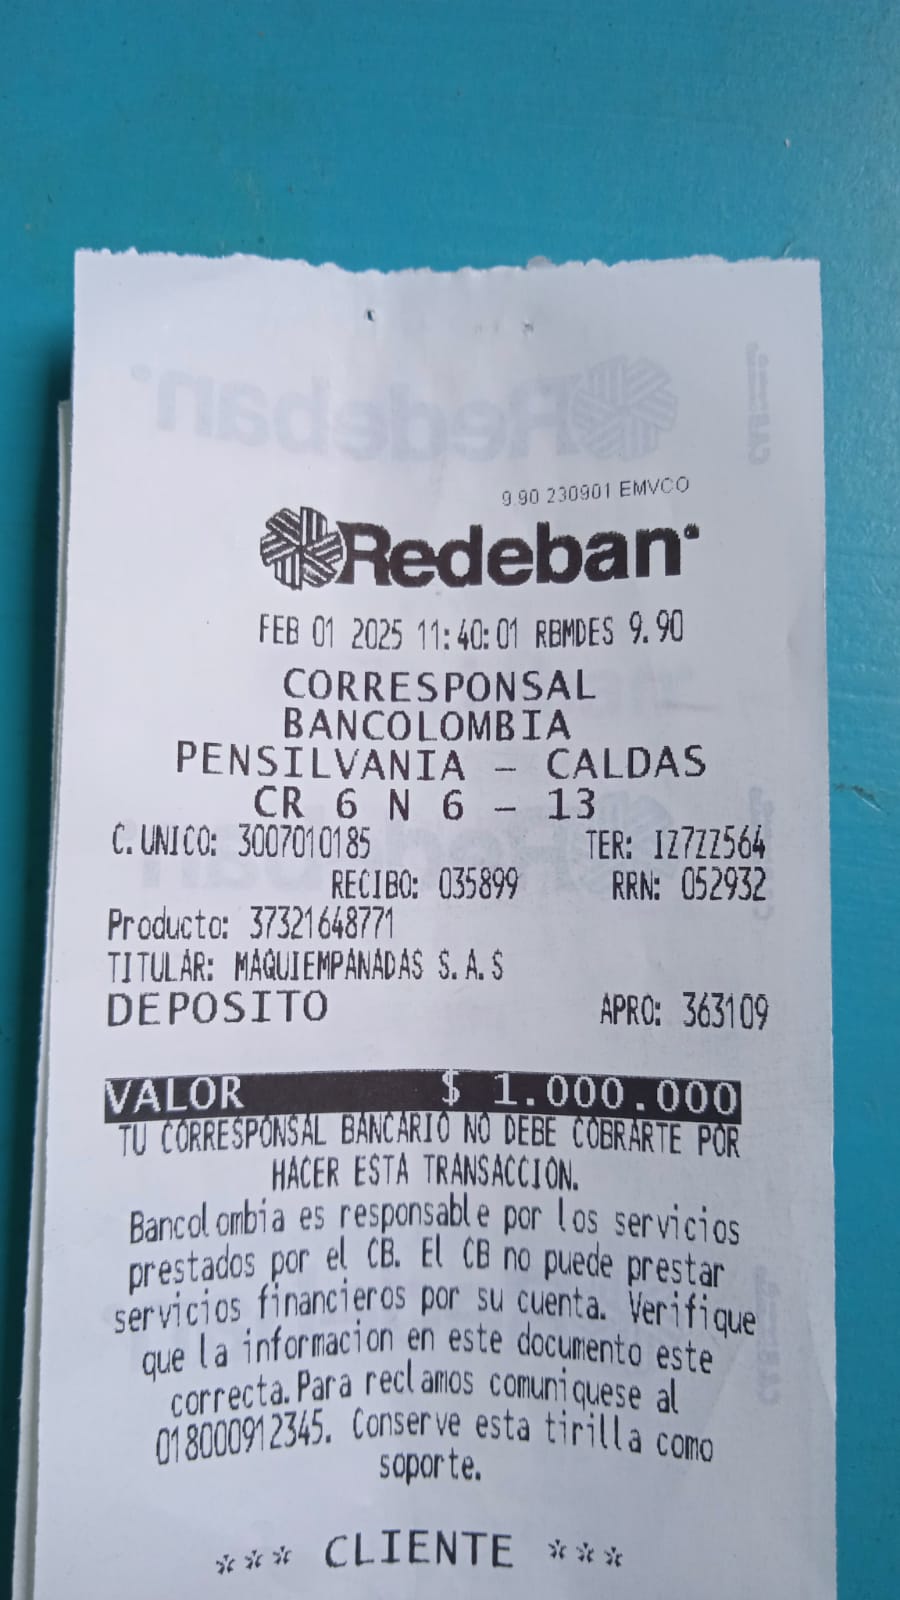 9.90 230901 EMVCO
Redeban
FEB 01 2025 11:40:01 RBMDES 9.90
CORRESPONSAL
BANCOLOMBIA
PENSILVANIA - CALDAS
CR 6 N 6 - 13
C. UNICO: 3007010185 TER: IZ7ZZ564
RECIBO: 035899 RRN: 052932
Producto: 37321648771
TITULAR: MAQUIEMPANADAS S.A.S
DEPOSITO APRO: 363109
VALOR $ 1.000.000
TU CORRESPONSAL BANCARIO NO DEBE COBRARTE POR
HACER ESTA TRANSACCION.
Bancolombia es responsable por los servicios
prestados por el CB. El CB no puede prestar
servicios financieros por su cuenta. Verifique
que la informacion en este documento este
correcta.Para reclamos comuniquese al
018000912345. Conserve esta tirilla como
soporte.
*** CLIENTE ***